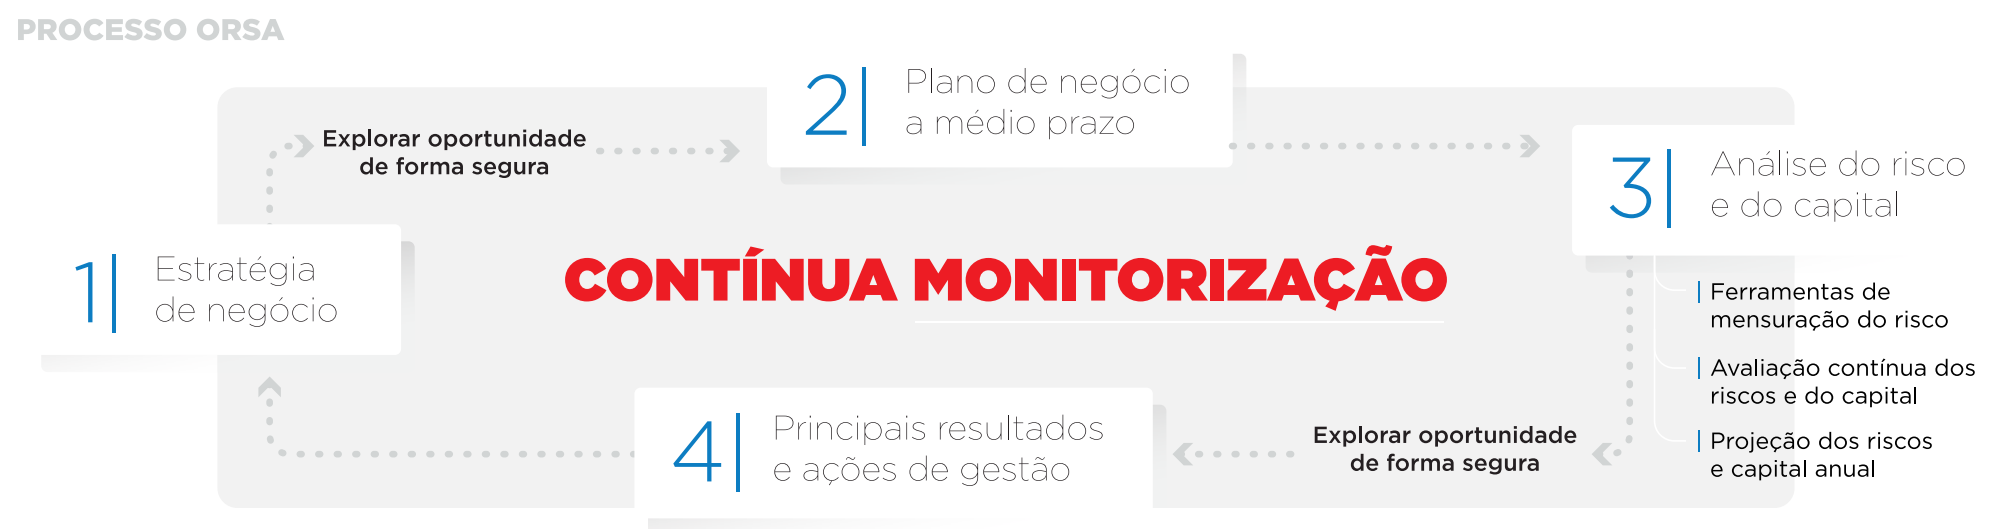 PROCESSO ORSA
1
Estratégia
de negócio
Explorar oportunidade
de forma segura
2
Plano de negócio
a médio prazo
3
Análise do risco
e do capital
Ferramentas de
mensuração do risco
Avaliação contínua dos
riscos e do capital
Projeção dos riscos
e capital anual
CONTÍNUA MONITORIZAÇÃO
Explorar oportunidade
de forma segura
4
Principais resultados
e ações de gestão